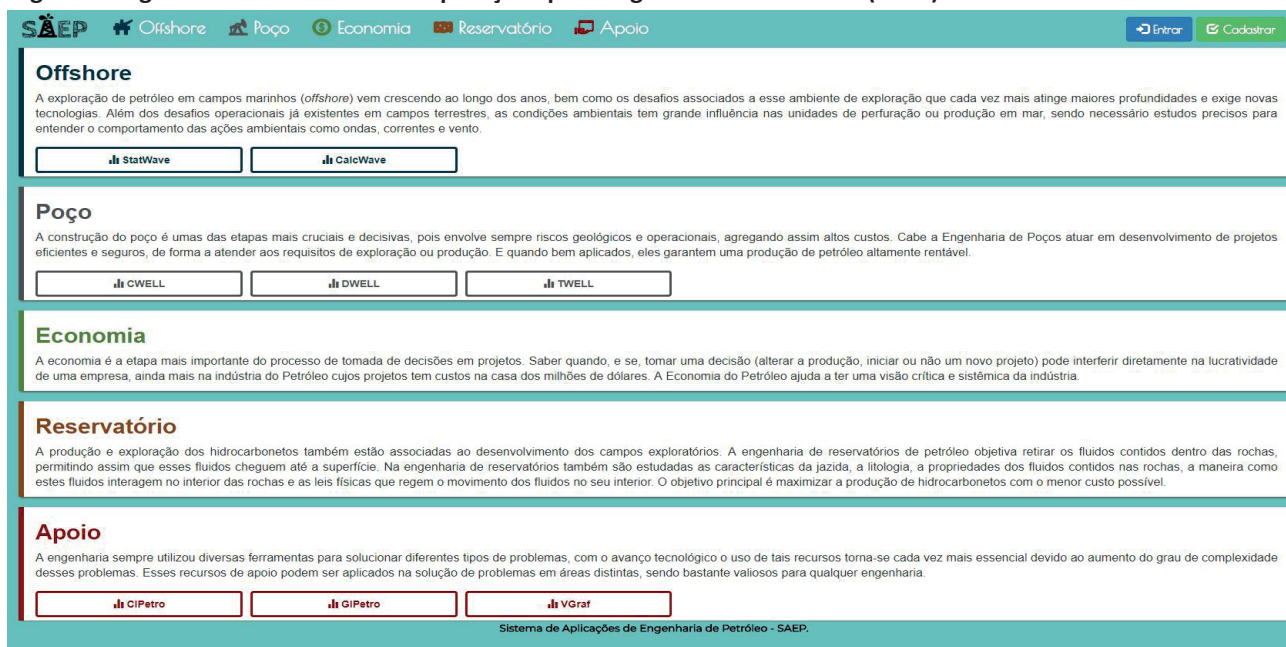 SAEP Offshore Poço Economia Reservatório Apoio Entrar Cadastrar
Offshore
A exploração de petróleo em campos marinhos (offshore) vem crescendo ao longo dos anos, bem como os desafios associados a esse ambiente de exploração que cada vez mais atinge maiores profundidades e exige novas
tecnologias. Além dos desafios operacionais já existentes em campos terrestres, as condições ambientais tem grande influência nas unidades de perfuração ou produção em mar, sendo necessário estudos precisos para
entender o comportamento das ações ambientais como ondas, correntes e vento.
StatWave CalcWave
Poço
A construção do poço é umas das etapas mais cruciais e decisivas, pois envolve sempre riscos geológicos e operacionais, agregando assim altos custos. Cabe a Engenharia de Poços atuar em desenvolvimento de projetos
eficientes e seguros, de forma a atender aos requisitos de exploração ou produção. E quando bem aplicados, eles garantem uma produção de petróleo altamente rentável.
CWELL DWELL TWELL
Economia
A economia é a etapa mais importante do processo de tomada de decisões em projetos. Saber quando, e se, tomar uma decisão (alterar a produção, iniciar ou não um novo projeto) pode interferir diretamente na lucratividade
de uma empresa, ainda mais na indústria do Petróleo cujos projetos tem custos na casa dos milhões de dólares. A Economia do Petróleo ajuda a ter uma visão crítica e sistêmica da indústria.
Reservatório
A produção e exploração dos hidrocarbonetos também estão associadas ao desenvolvimento dos campos exploratórios. A engenharia de reservatórios de petróleo objetiva retirar os fluidos contidos dentro das rochas,
permitindo assim que esses fluidos cheguem até a superfície. Na engenharia de reservatórios também são estudadas as características da jazida, a litologia, a propriedades dos fluidos contidos nas rochas, a maneira como
estes fluidos interagem no interior das rochas e as leis físicas que regem o movimento dos fluidos no seu interior. O objetivo principal é maximizar a produção de hidrocarbonetos com o menor custo possível.
Apoio
A engenharia sempre utilizou diversas ferramentas para solucionar diferentes tipos de problemas, com o avanço tecnológico o uso de tais recursos torna-se cada vez mais essencial devido ao aumento do grau de complexidade
desses problemas. Esses recursos de apoio podem ser aplicados na solução de problemas em áreas distintas, sendo bastante valiosos para qualquer engenharia.
CIPetro GIPetro VGraf
Sistema de Aplicações de Engenharia de Petróleo - SAEP.